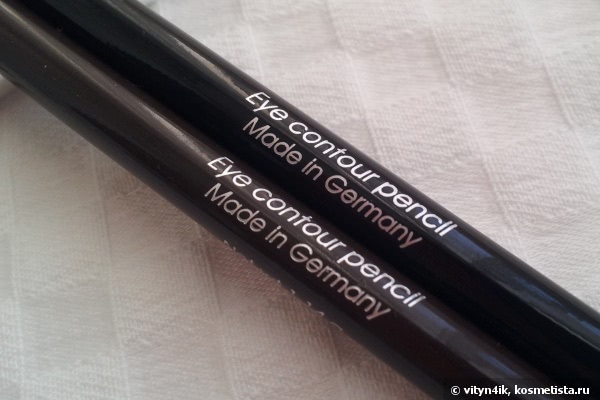 Eye contour pencil
Made in Germany
Eye contour pencil
Made in Germany
© vityn4ik, kosmetista.ru